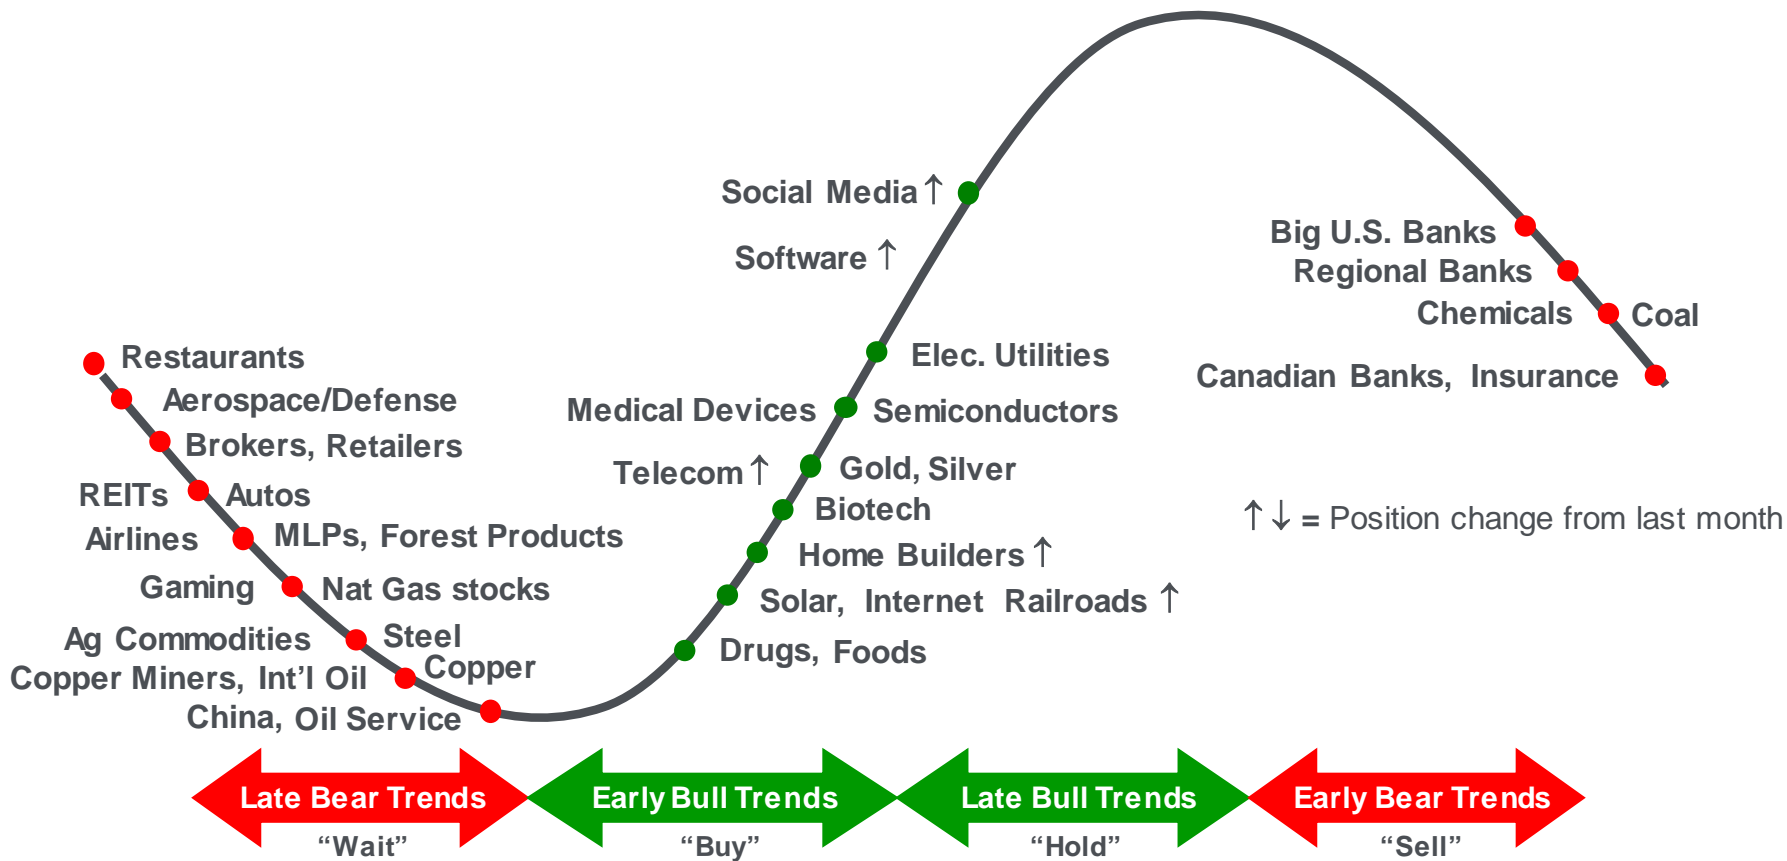 Social Media ↑
Software ↑
Big U.S. Banks
Regional Banks
Chemicals
Coal
Canadian Banks, Insurance
Restaurants
Aerospace/Defense
Brokers, Retailers
REITs
Autos
Airlines
MLPs, Forest Products
Gaming
Nat Gas stocks
Ag Commodities
Steel
Copper Miners, Int'l Oil
Copper
China, Oil Service
Elec. Utilities
Medical Devices
Semiconductors
Telecom ↑
Gold, Silver
Biotech
Home Builders ↑
Solar, Internet Railroads ↑
Drugs, Foods
↑↓ = Position change from last month
Late Bear Trends
Early Bull Trends
Late Bull Trends
Early Bear Trends
“Wait”
“Buy”
“Hold”
“Sell”